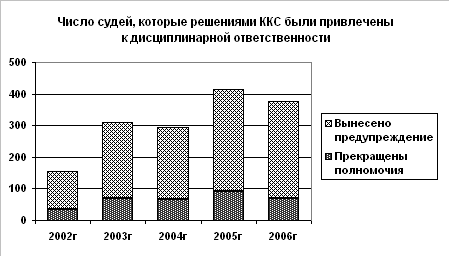 Число судей, которые решениями ККС были привлечены
к дисциплинарной ответственности
500
400
300
200
100
0
2002г
2003г
2004г
2005г
2006г
Вынесено
предупреждение
Прекращены
полномочия